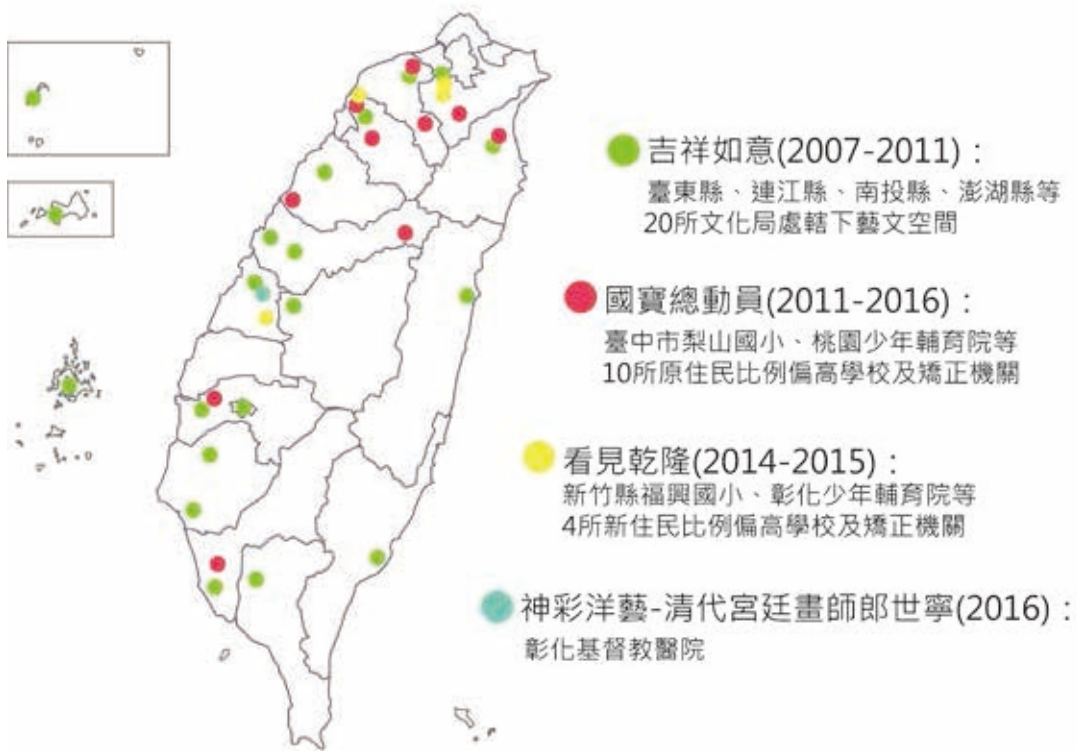 吉祥如意(2007-2011)：
臺東縣、連江縣、南投縣、澎湖縣等
20所文化局處轄下藝文空間
國寶總動員(2011-2016)：
臺中市梨山國小、桃園少年輔育院等
10所原住民比例偏高學校及矯正機關
看見乾隆(2014-2015)：
新竹縣福興國小、彰化少年輔育院等
4所新住民比例偏高學校及矯正機關
神彩洋藝-清代宮廷畫師郎世寧(2016)：
彰化基督教醫院